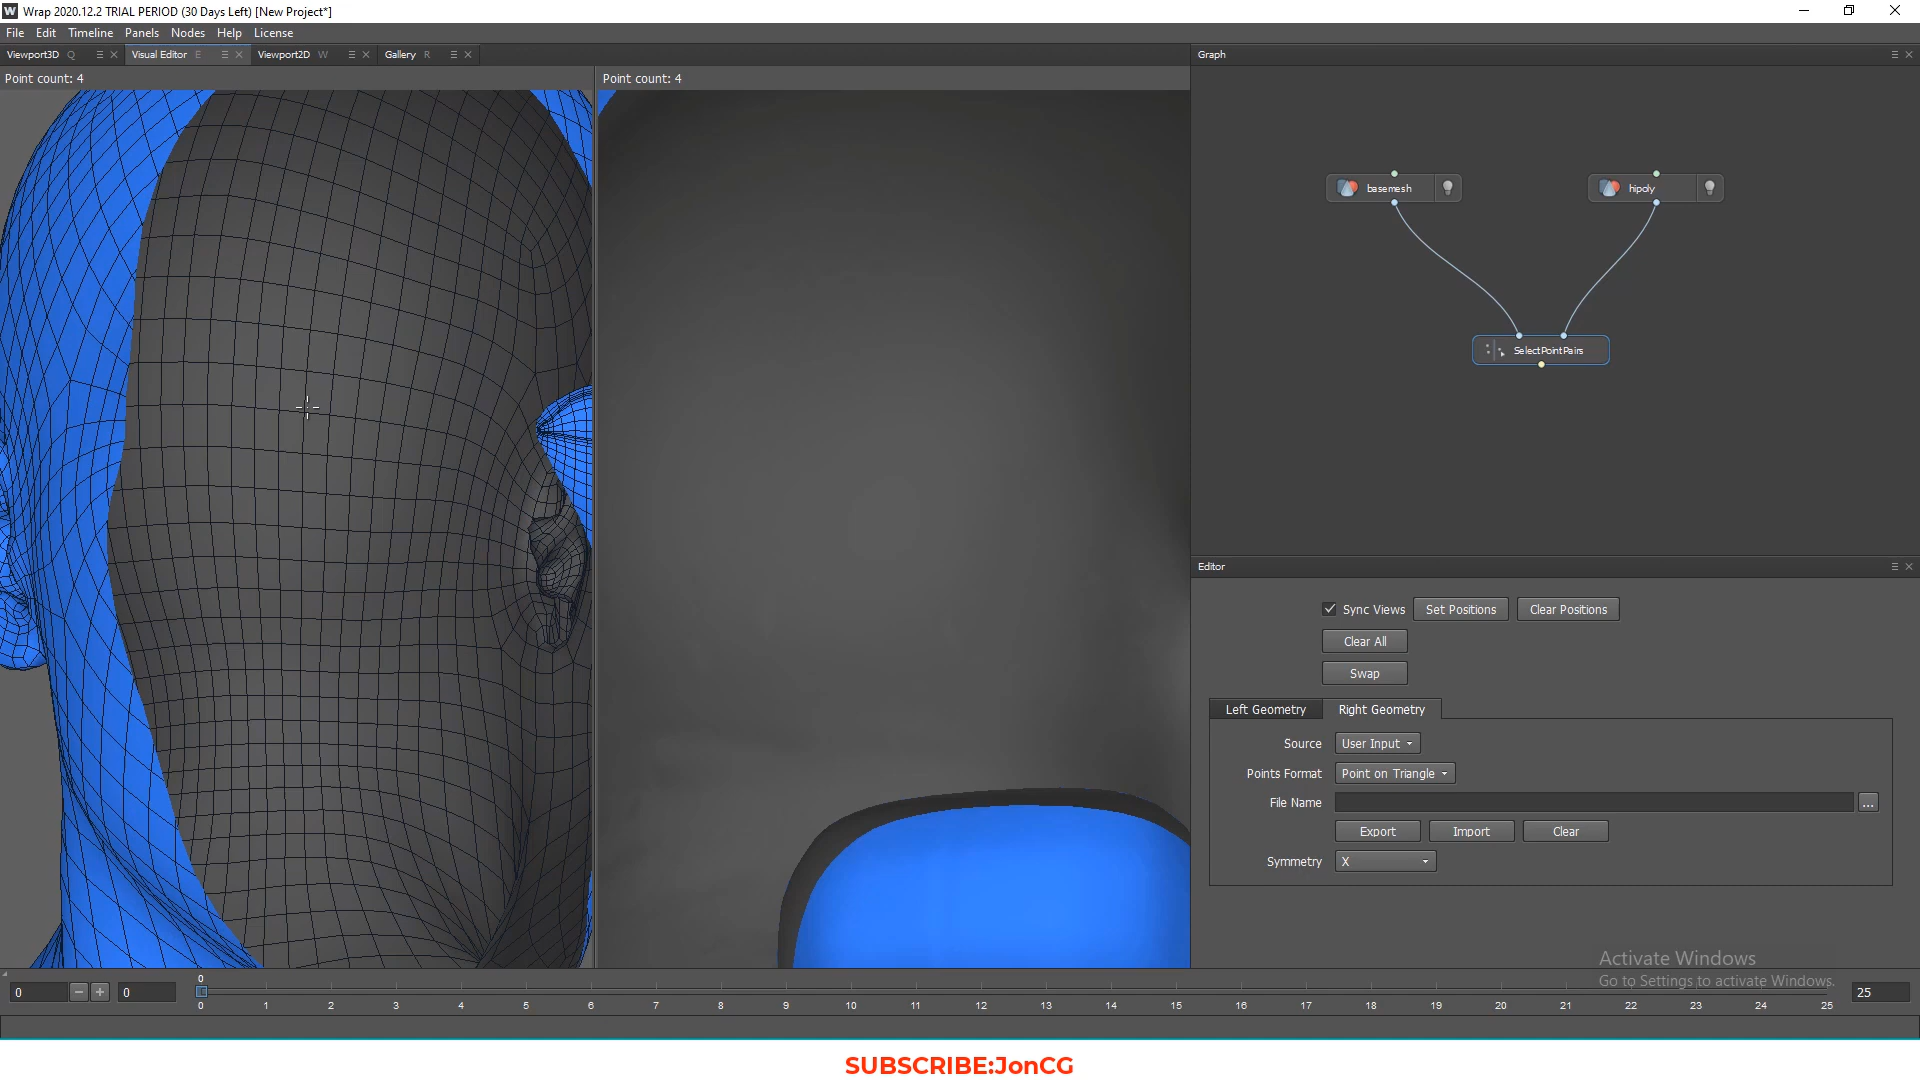 Wrap 2020.12.2 TRIAL PERIOD (30 Days Left) [New Project*]
File Edit Timeline Panels Nodes Help License
Viewport3D Q Visual Editor E Viewport2D W Gallery R Graph
Point count: 4 Point count: 4
basemesh hipoly
SelectPointPairs
Editor
Sync Views Set Positions Clear Positions
Clear All
Swap
Left Geometry Right Geometry
Source User Input
Points Format Point on Triangle
File Name ...
Export Import Clear
Symmetry X
Activate Windows
Go to Settings to activate Windows.
0
0 0 25
0 1 2 3 4 5 6 7 8 9 10 11 12 13 14 15 16 17 18 19 20 21 22 23 24 25
SUBSCRIBE:JonCG